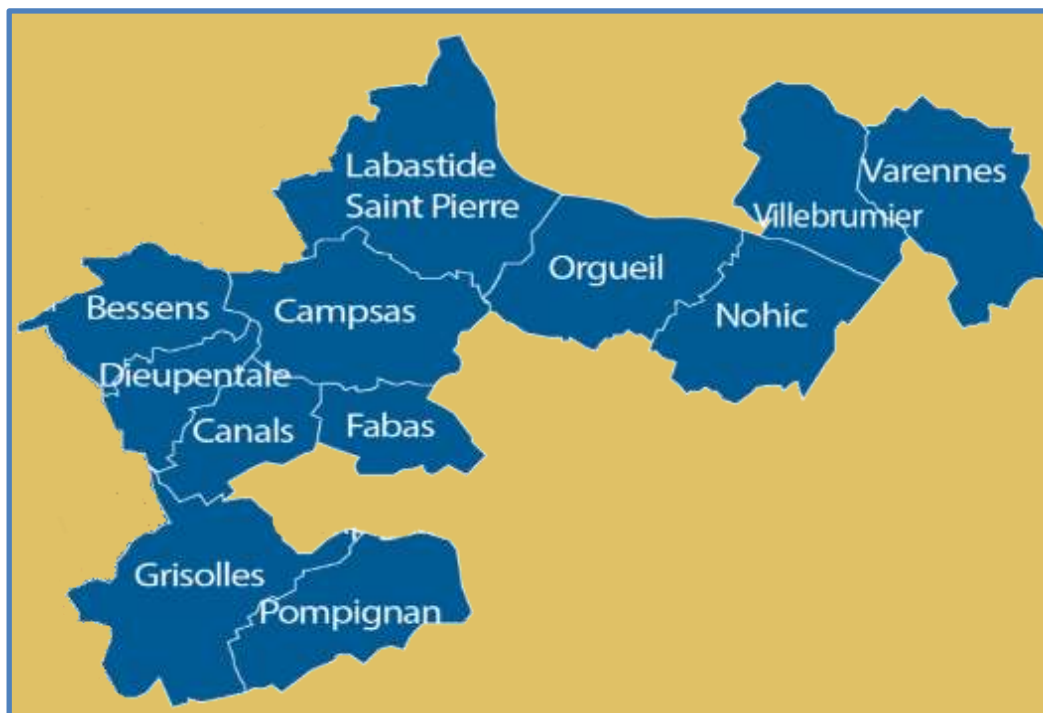 Labastide
Saint Pierre
Varennes
Villebrumier
Orgueil
Bessens
Campsas
Nohic
Dieupentale
Canals
Fabas
Grisolles
Pompignan